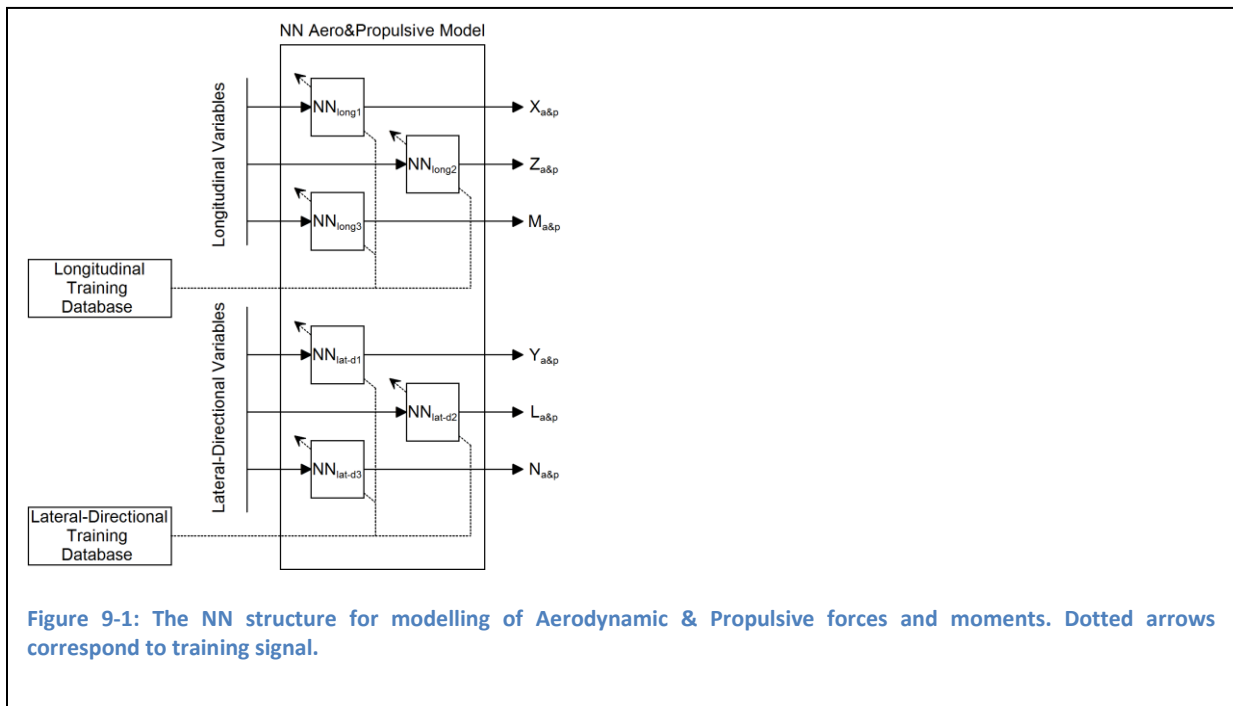 NN Aero&Propulsive Model
Longitudinal Variables
NNlong1
Xa&p
NNlong2
Za&p
NNlong3
Ma&p
Longitudinal
Training
Database
Lateral-Directional Variables
NNlat-d1
Ya&p
NNlat-d2
La&p
NNlat-d3
Na&p
Lateral-Directional
Training
Database
Figure 9-1: The NN structure for modelling of Aerodynamic & Propulsive forces and moments. Dotted arrows
correspond to training signal.